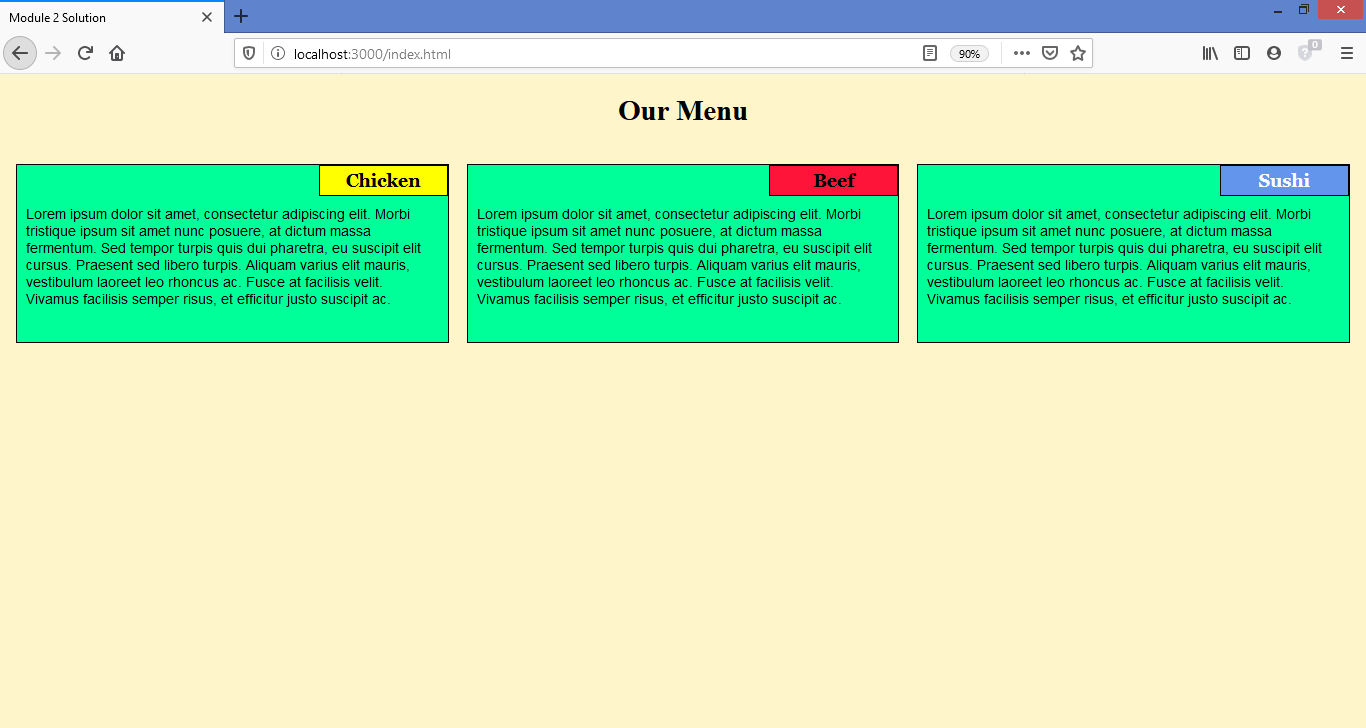 Module 2 Solution
localhost:3000/index.html
90%
0
Our Menu
Chicken
Lorem ipsum dolor sit amet, consectetur adipiscing elit. Morbi
tristique ipsum sit amet nunc posuere, at dictum massa
fermentum. Sed tempor turpis quis dui pharetra, eu suscipit elit
cursus. Praesent sed libero turpis. Aliquam varius elit mauris,
vestibulum laoreet leo rhoncus ac. Fusce at facilisis velit.
Vivamus facilisis semper risus, et efficitur justo suscipit ac.
Beef
Lorem ipsum dolor sit amet, consectetur adipiscing elit. Morbi
tristique ipsum sit amet nunc posuere, at dictum massa
fermentum. Sed tempor turpis quis dui pharetra, eu suscipit elit
cursus. Praesent sed libero turpis. Aliquam varius elit mauris,
vestibulum laoreet leo rhoncus ac. Fusce at facilisis velit.
Vivamus facilisis semper risus, et efficitur justo suscipit ac.
Sushi
Lorem ipsum dolor sit amet, consectetur adipiscing elit. Morbi
tristique ipsum sit amet nunc posuere, at dictum massa
fermentum. Sed tempor turpis quis dui pharetra, eu suscipit elit
cursus. Praesent sed libero turpis. Aliquam varius elit mauris,
vestibulum laoreet leo rhoncus ac. Fusce at facilisis velit.
Vivamus facilisis semper risus, et efficitur justo suscipit ac.